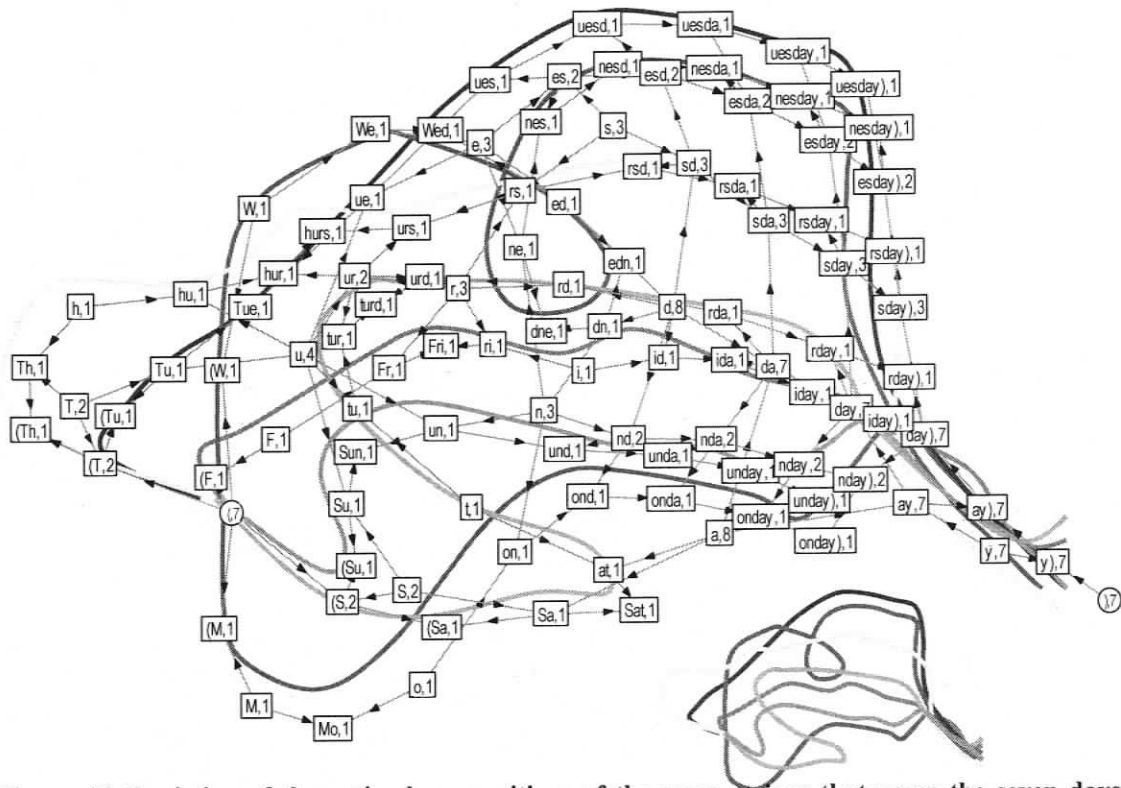 uesd,1 uesda,1
uesday,1
ues,1 es,2 nesd,1 esd,2 nesda,1 uesday),1
esda,2 nesday,1
We,1 Wed,1 nes,1 s,3 nesday),1
e,3 esday,2
rsd,1 sd,3
ue,1 rs,1 rsda,1 esday),2
W,1 ed,1
hurs,1 urs,1 sda,3 rsday,1
ne,1 rsday),1
hur,1 ur,2 urd,1 r,3 rd,1 edn,1 sday,3
h,1 hu,1 Tue,1 turd,1 d,8 rda,1 sday),3
tur,1 dne,1 dn,1
Th,1 Tu,1 (W,1 u,4 Fri,1 ri,1 id,1 ida,1 da,7 rday,1
Fr,1 i,1 rday),1
T,2 (Tu,1 tu,1 iday,1 day,7
(Th,1 F,1 un,1 n,3 nd,2 nda,2 iday),1 day),7
(T,2 Sun,1 und,1 unda,1 unday,1 nday,2
(F,1 nday),2
(,7 Su,1 t,1 ond,1 onda,1 onday,1 unday),1 ay,7 ay),7
a,8 onday),1
(Su,1 on,1 at,1 y,7 y),7
(S,2 S,2 ),7
(M,1 (Sa,1 Sa,1 Sat,1
M,1 o,1
Mo,1